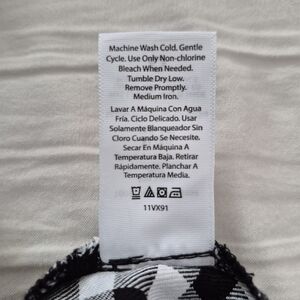 Machine Wash Cold. Gentle
Cycle. Use Only Non-chlorine
Bleach When Needed.
Tumble Dry Low.
Remove Promptly.
Medium Iron.
Lavar A Máquina Con Agua
Fría. Ciclo Delicado. Usar
Solamente Blanqueador Sin
Cloro Cuando Se Necesite.
Secar En Máquina A
Temperatura Baja. Retirar
Rápidamente. Planchar A
Temperatura Media.
11VX91